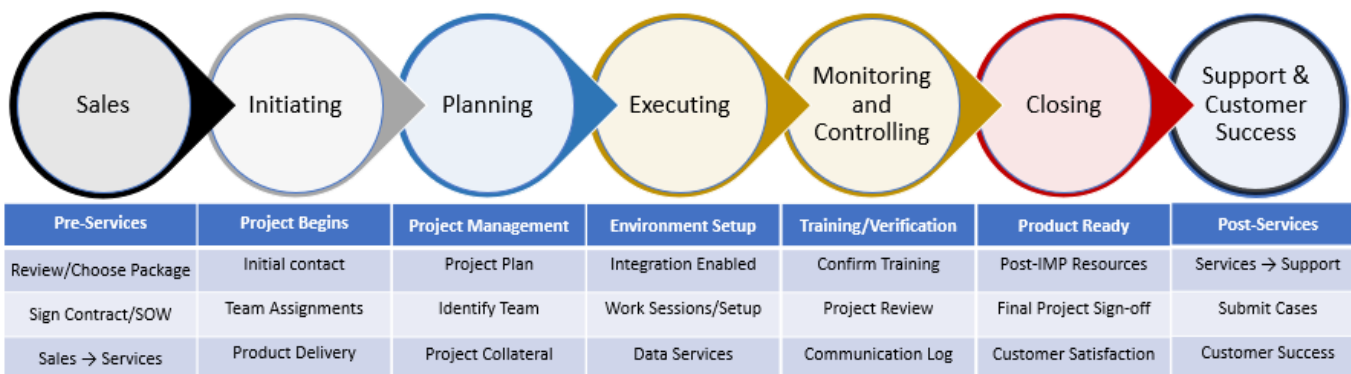 Sales
Initiating
Planning
Executing
Monitoring
and
Controlling
Closing
Support &
Customer
Success
Pre-Services
Project Begins
Project Management
Environment Setup
Training/Verification
Product Ready
Post-Services
Review/Choose Package
Initial contact
Project Plan
Integration Enabled
Confirm Training
Post-IMP Resources
Services → Support
Sign Contract/SOW
Team Assignments
Identify Team
Work Sessions/Setup
Project Review
Final Project Sign-off
Submit Cases
Sales → Services
Product Delivery
Project Collateral
Data Services
Communication Log
Customer Satisfaction
Customer Success